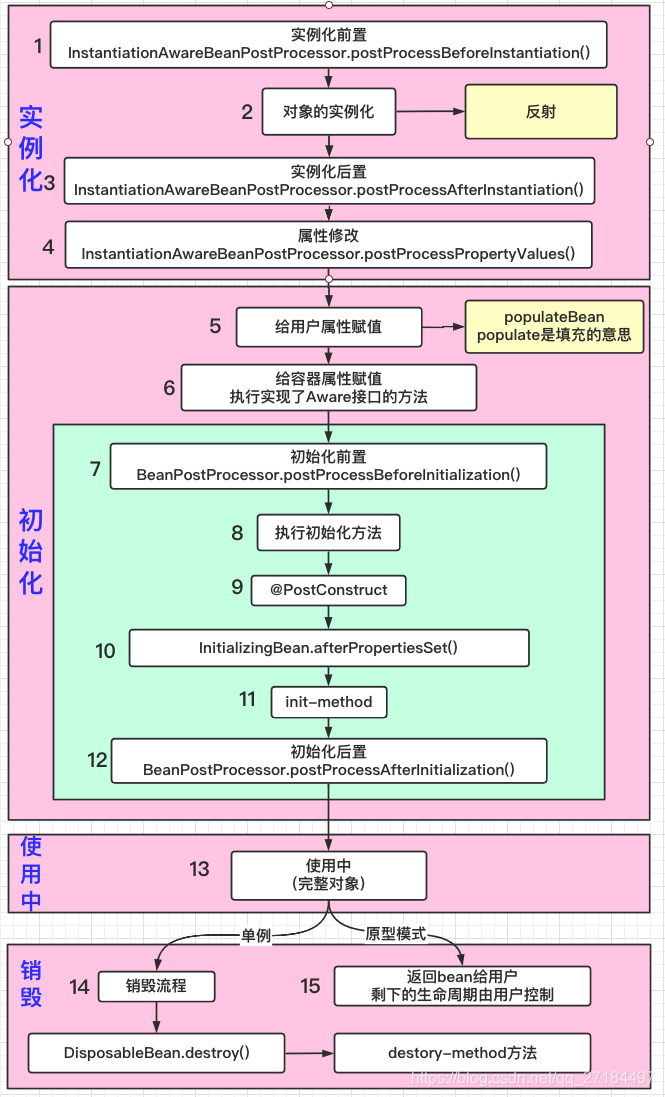 实例化
1
实例化前置
InstantiationAwareBeanPostProcessor.postProcessBeforeInstantiation()
2
对象的实例化
反射
3
实例化后置
InstantiationAwareBeanPostProcessor.postProcessAfterInstantiation()
4
属性修改
InstantiationAwareBeanPostProcessor.postProcessPropertyValues()
初始化
5
给用户属性赋值
populateBean
populate是填充的意思
6
给容器属性赋值
执行实现了Aware接口的方法
7
初始化前置
BeanPostProcessor.postProcessBeforeInitialization()
8
执行初始化方法
9
@PostConstruct
10
InitializingBean.afterPropertiesSet()
11
init-method
12
初始化后置
BeanPostProcessor.postProcessAfterInitialization()
使用中
13
使用中
(完整对象)
单例
原型模式
销毁
14
销毁流程
15
返回bean给用户
剩下的生命周期由用户控制
DisposableBean.destroy()
destory-method方法
https://blog.csdn.net/qq_27184497